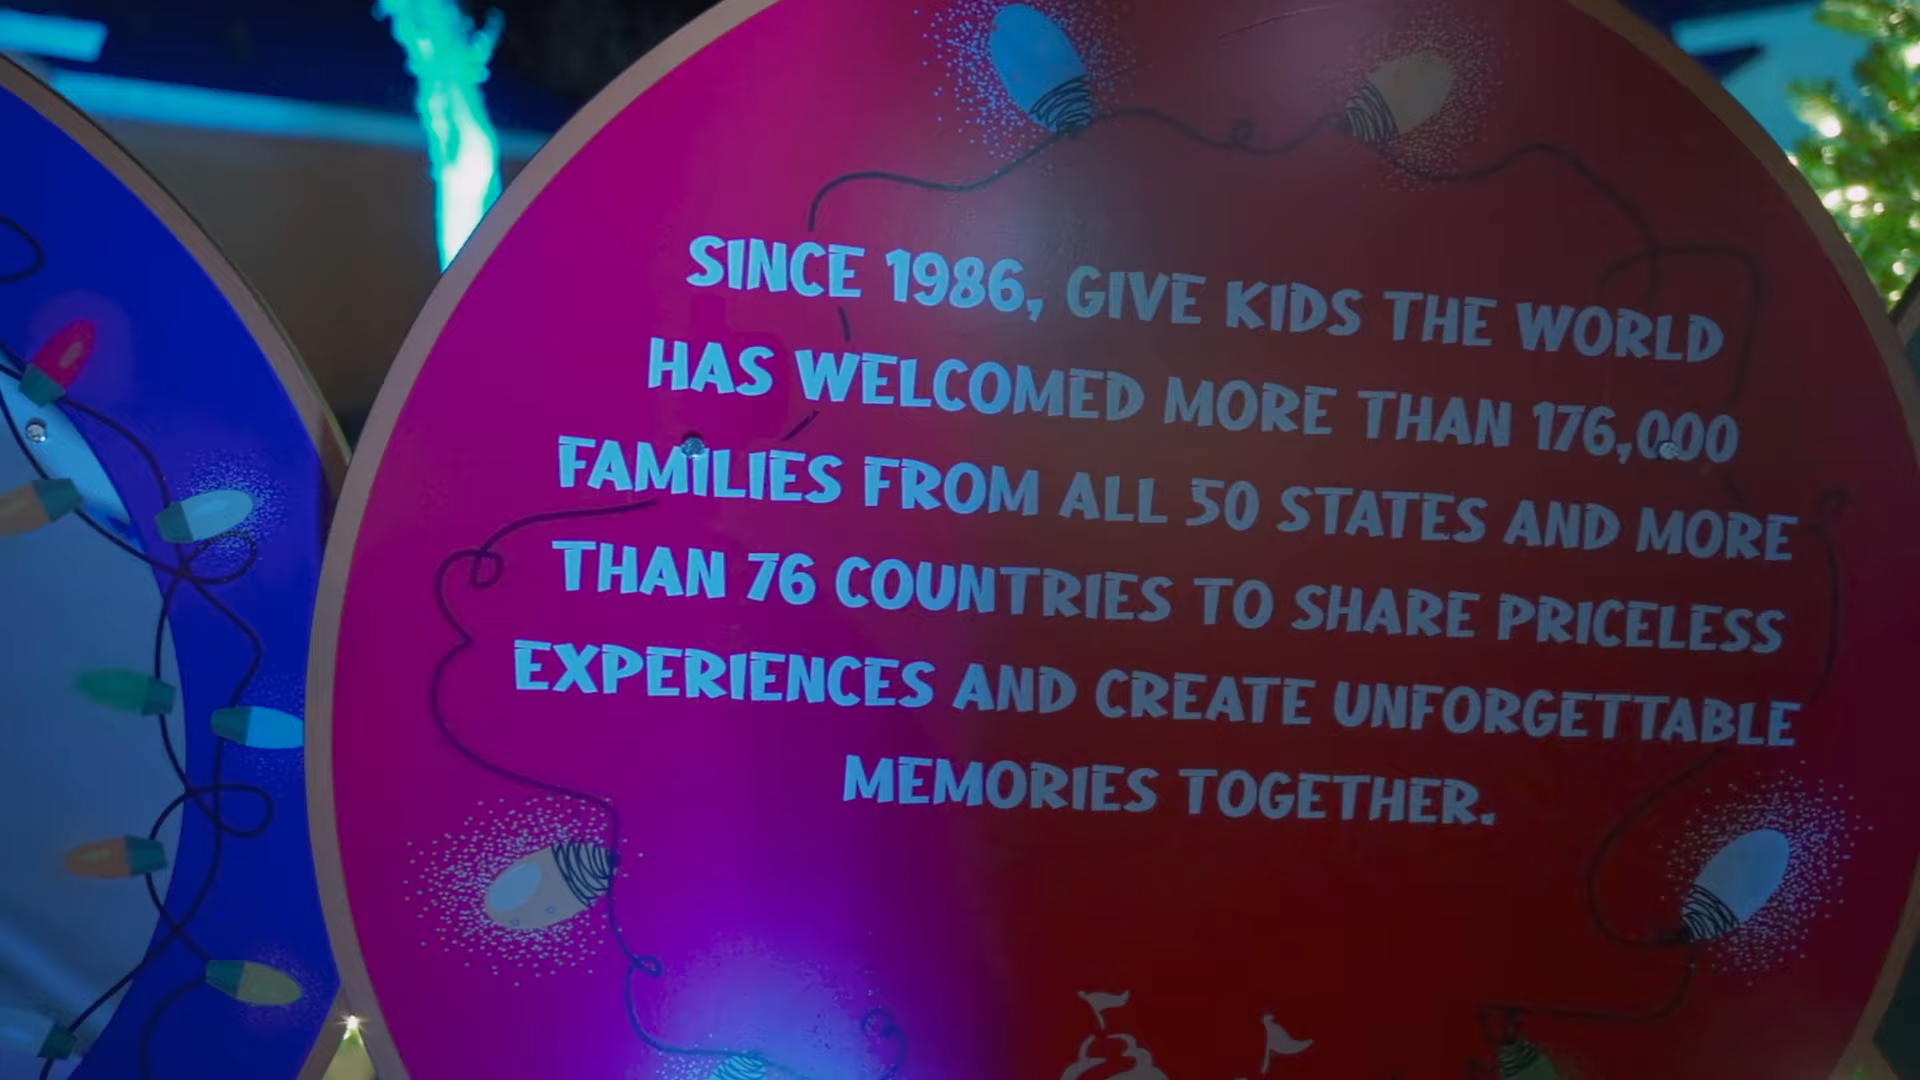 SINCE 1986, GIVE KIDS THE WORLD
HAS WELCOMED MORE THAN 176,000
FAMILIES FROM ALL 50 STATES AND MORE
THAN 76 COUNTRIES TO SHARE PRICELESS
EXPERIENCES AND CREATE UNFORGETTABLE
MEMORIES TOGETHER.